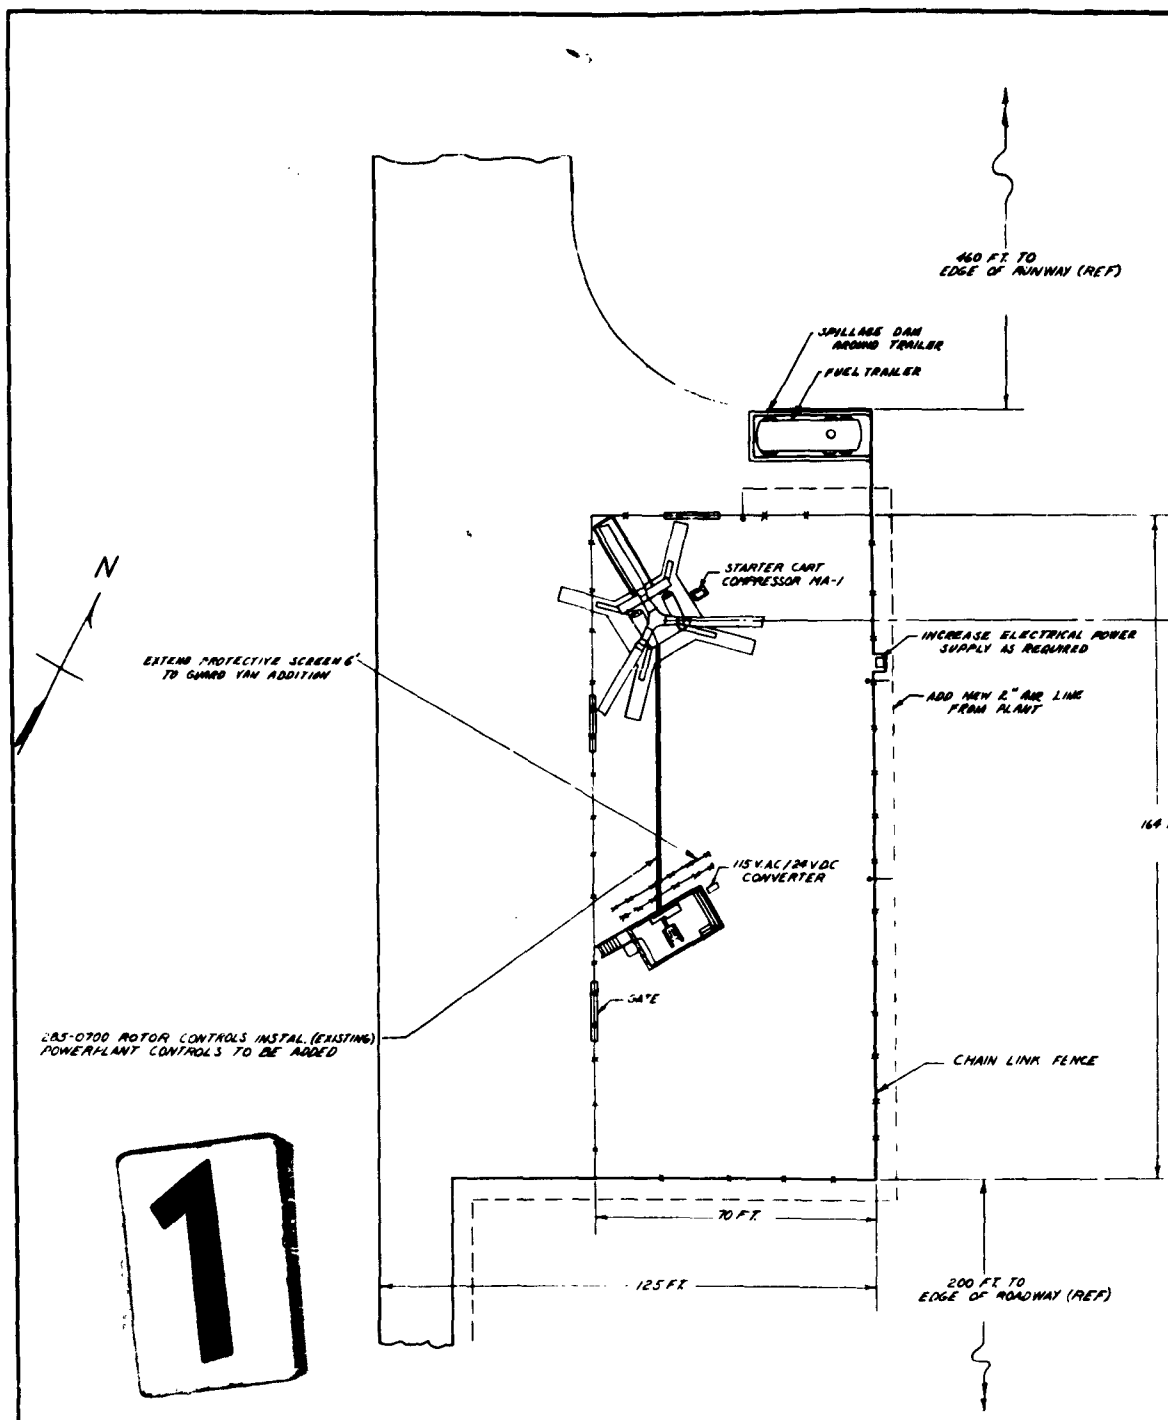 460 FT. TO
EDGE OF RUNWAY (REF)
SPILLAGE DAM
AROUND TRAILER
FUEL TRAILER
N
STARTER CART
COMPRESSOR MA-1
INCREASE ELECTRICAL POWER
SUPPLY AS REQUIRED
EXTEND PROTECTIVE SCREEN 6'
TO GUARD VAN ADDITION
ADD NEW 2" AIR LINE
FROM PLANT
164
115 V.AC/24 V.DC
CONVERTER
GATE
285-0700 ROTOR CONTROLS INSTAL. (EXISTING)
POWERPLANT CONTROLS TO BE ADDED
CHAIN LINK FENCE
1
70 FT.
125 FT.
200 FT. TO
EDGE OF ROADWAY (REF)